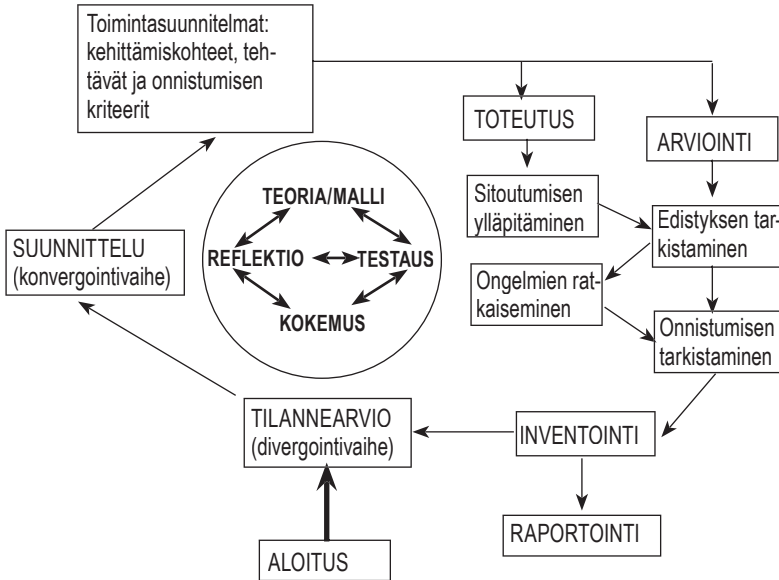 Toimintasuunnitelmat:
kehittämiskohteet, teh-
tävät ja onnistumisen
kriteerit
TOTEUTUS
ARVIOINTI
Sitoutumisen
ylläpitäminen
Edistyksen tar-
kistaminen
Ongelmien rat-
kaiseminen
Onnistumisen
tarkistaminen
TEORIA/MALLI
REFLEKTIO
TESTAUS
KOKEMUS
SUUNNITTELU
(konvergointivaihe)
TILANNEARVIO
(divergointivaihe)
INVENTOINTI
RAPORTOINTI
ALOITUS